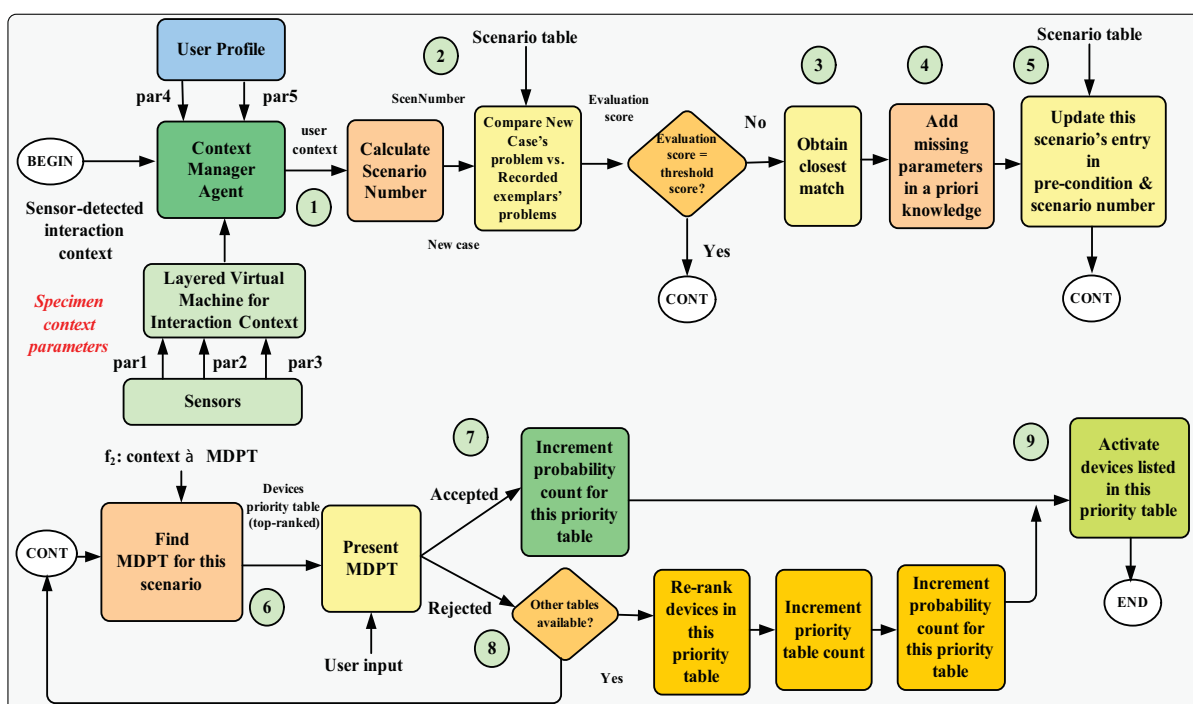 User Profile
par4
par5
BEGIN
Context
Manager
Agent
user
context
1
Sensor-detected
interaction
context
Layered Virtual
Machine for
Interaction Context
Specimen
context
parameters
par1
par2
par3
Sensors
ScenNumber
Calculate
Scenario
Number
New case
2
Scenario table
Compare New
Case's problem vs.
Recorded
exemplars'
problems
Evaluation
score
Evaluation
score =
threshold
score?
No
Yes
CONT
3
Obtain
closest
match
4
Add
missing
parameters
in a priori
knowledge
5
Scenario table
Update this
scenario's entry
in
pre-condition &
scenario number
CONT
f₂: context à MDPT
CONT
Find
MDPT for this
scenario
6
Devices
priority table
(top-ranked)
Present
MDPT
User input
Accepted
Rejected
7
Increment
probability
count for
this priority
table
8
Other tables
available?
Yes
Re-rank
devices in
this
priority
table
Increment
priority
table count
Increment
probability
count for
this priority
table
9
Activate
devices listed
in this
priority table
END